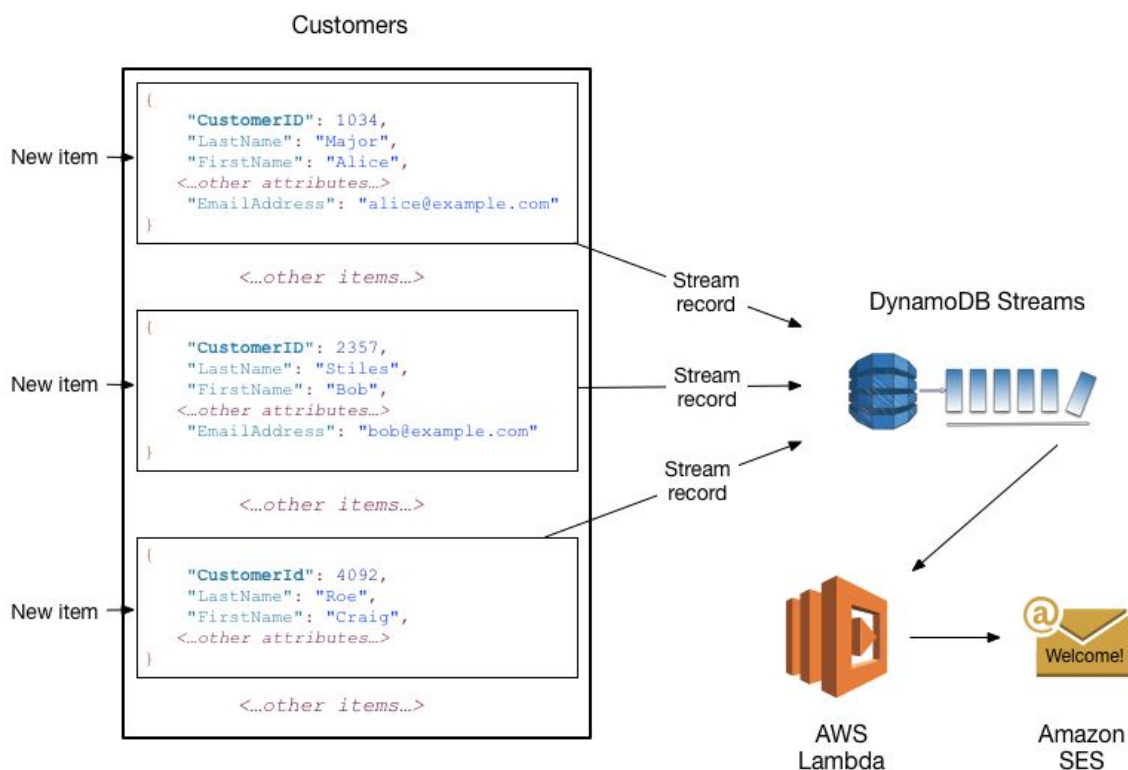 Customers
New item
{
"CustomerID": 1034,
"LastName": "Major",
"FirstName": "Alice",
<…other attributes…>
"EmailAddress": "alice@example.com"
}
<…other items…>
New item
{
"CustomerID": 2357,
"LastName": "Stiles",
"FirstName": "Bob",
<…other attributes…>
"EmailAddress": "bob@example.com"
}
<…other items…>
New item
{
"CustomerId": 4092,
"LastName": "Roe",
"FirstName": "Craig",
<…other attributes…>
}
<…other items…>
Stream
record
Stream
record
Stream
record
DynamoDB Streams
AWS
Lambda
@
Welcome!
Amazon
SES